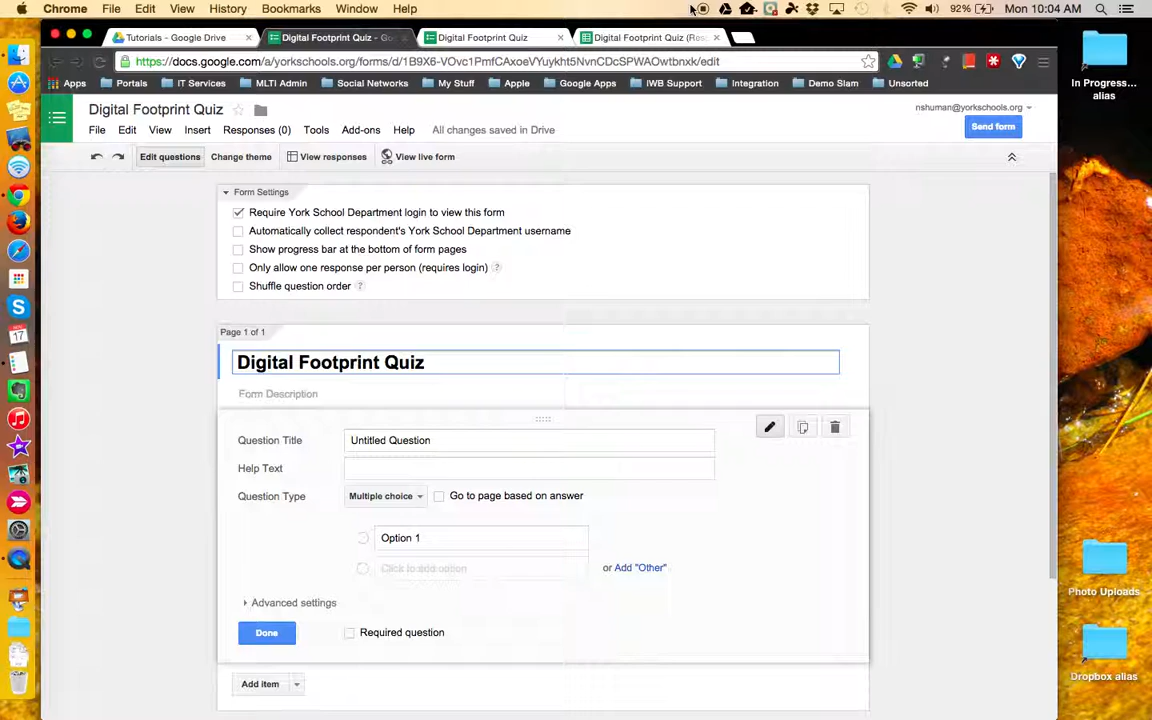 Chrome File Edit View History Bookmarks Window Help 92% Mon 10:04 AM
Tutorials - Google Drive Digital Footprint Quiz - Go Digital Footprint Quiz Digital Footprint Quiz (Res
https://docs.google.com/a/yorkschools.org/forms/d/1B9X6-VOvc1PmfCAxoeVYuykht5NvnCDcSPWAOwtbnxk/edit
Apps Portals IT Services MLTI Admin Social Networks My Stuff Apple Google Apps IWB Support Integration Demo Slam Unsorted
In Progress...
alias
Digital Footprint Quiz
nshuman@yorkschools.org
File Edit View Insert Responses (0) Tools Add-ons Help All changes saved in Drive
Send form
Edit questions Change theme View responses View live form
Form Settings
Require York School Department login to view this form
Automatically collect respondent's York School Department username
Show progress bar at the bottom of form pages
Only allow one response per person (requires login) ?
Shuffle question order ?
Page 1 of 1
Digital Footprint Quiz
Form Description
Question Title Untitled Question
Help Text
Question Type Multiple choice Go to page based on answer
Option 1
Click to add option or Add "Other"
Advanced settings
Done Required question
Add item
NOV
17
Photo Uploads
Dropbox alias